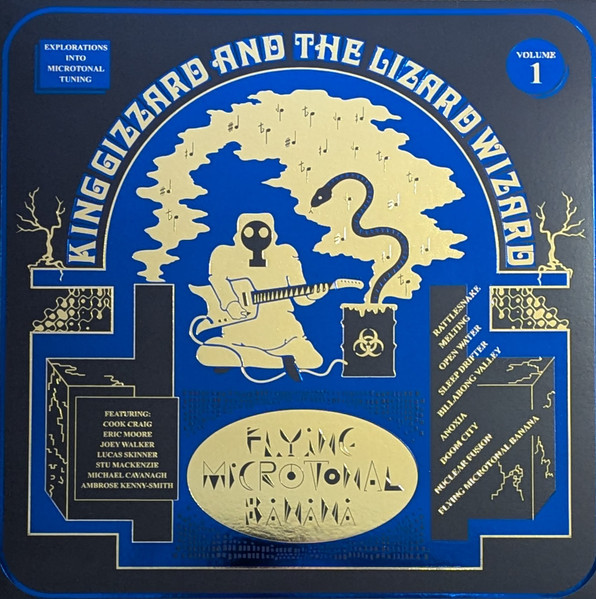 EXPLORATIONS
INTO
MICROTONAL
TUNING
KING GIZZARD AND THE LIZARD WIZARD
VOLUME
1
FEATURING:
COOK CRAIG
ERIC MOORE
JOEY WALKER
LUCAS SKINNER
STU MACKENZIE
MICHAEL CAVANAGH
AMBROSE KENNY-SMITH
RATTLESNAKE
MELTING
OPEN WATER
SLEEP DRIFTER
BILLABONG VALLEY
ANOXIA
DOOM CITY
NUCLEAR FUSION
FLYING MICROTONAL BANANA
FLYING
MICROTONAL
BANANA